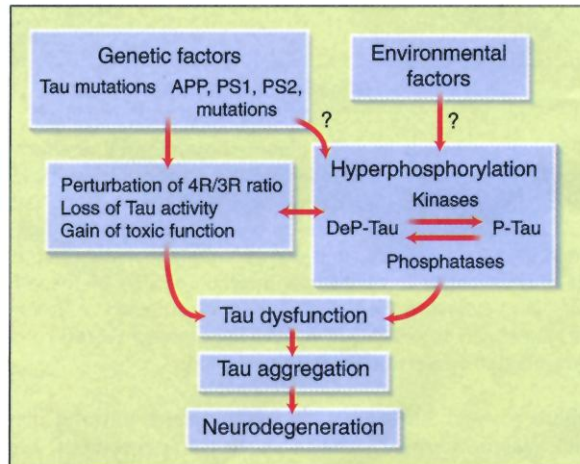 Genetic factors
Tau mutations APP, PS1, PS2,
mutations
Environmental
factors
?
?
Perturbation of 4R/3R ratio
Loss of Tau activity
Gain of toxic function
Hyperphosphorylation
Kinases
DeP-Tau P-Tau
Phosphatases
Tau dysfunction
Tau aggregation
Neurodegeneration